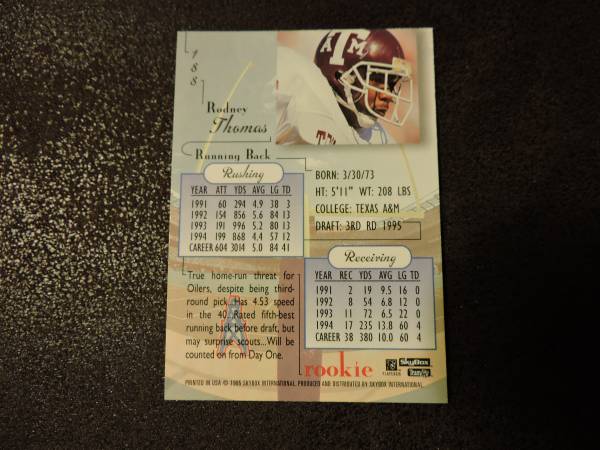 188
ATM
Rodney
Thomas
Running Back
Rushing
YEAR ATT YDS AVG LG TD
1991 60 294 4.9 38 3
1992 154 856 5.6 84 13
1993 191 996 5.2 80 13
1994 199 868 4.4 57 12
CAREER 604 3014 5.0 84 41
BORN: 3/30/73
HT: 5'11" WT: 208 LBS
COLLEGE: TEXAS A&M
DRAFT: 3RD RD 1995
Receiving
YEAR REC YDS AVG LG TD
1991 2 19 9.5 16 0
1992 8 54 6.8 12 0
1993 11 72 6.5 22 0
1994 17 235 13.8 60 4
CAREER 38 380 10.0 60 4
True home-run threat for
Oilers, despite being third-
round pick...Has 4.53 speed
in the 40...Rated fifth-best
running back before draft, but
may surprise scouts...Will be
counted on from Day One.
rookie
PLAYERS
SkyBox
PRINTED IN USA © 1995 SKYBOX INTERNATIONAL. PRODUCED AND DISTRIBUTED BY SKYBOX INTERNATIONAL.